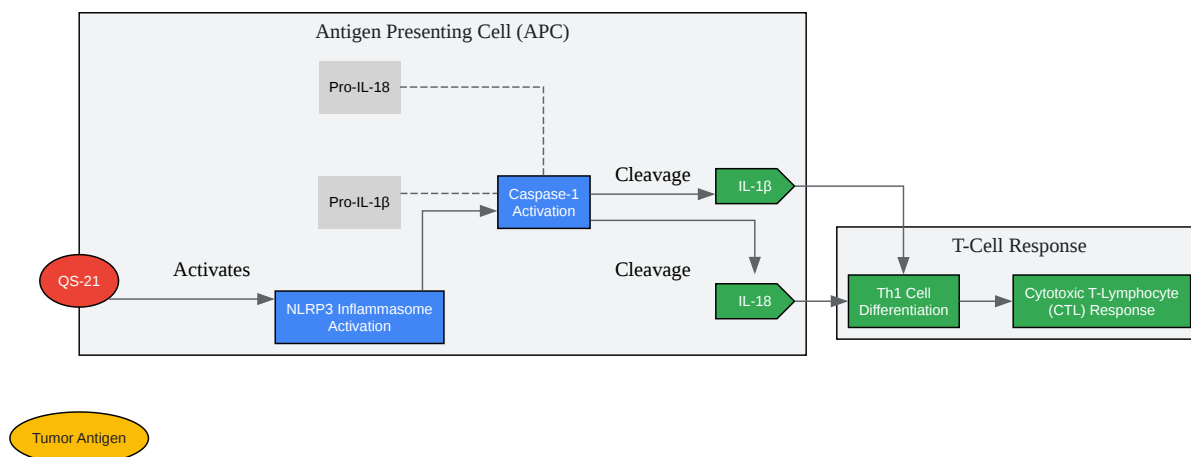 Antigen Presenting Cell (APC)
Pro-IL-18
Pro-IL-1β
Caspase-1
Activation
Cleavage
IL-1β
Cleavage
IL-18
QS-21
Activates
NLRP3 Inflammasome
Activation
T-Cell Response
Th1 Cell
Differentiation
Cytotoxic T-Lymphocyte
(CTL) Response
Tumor Antigen